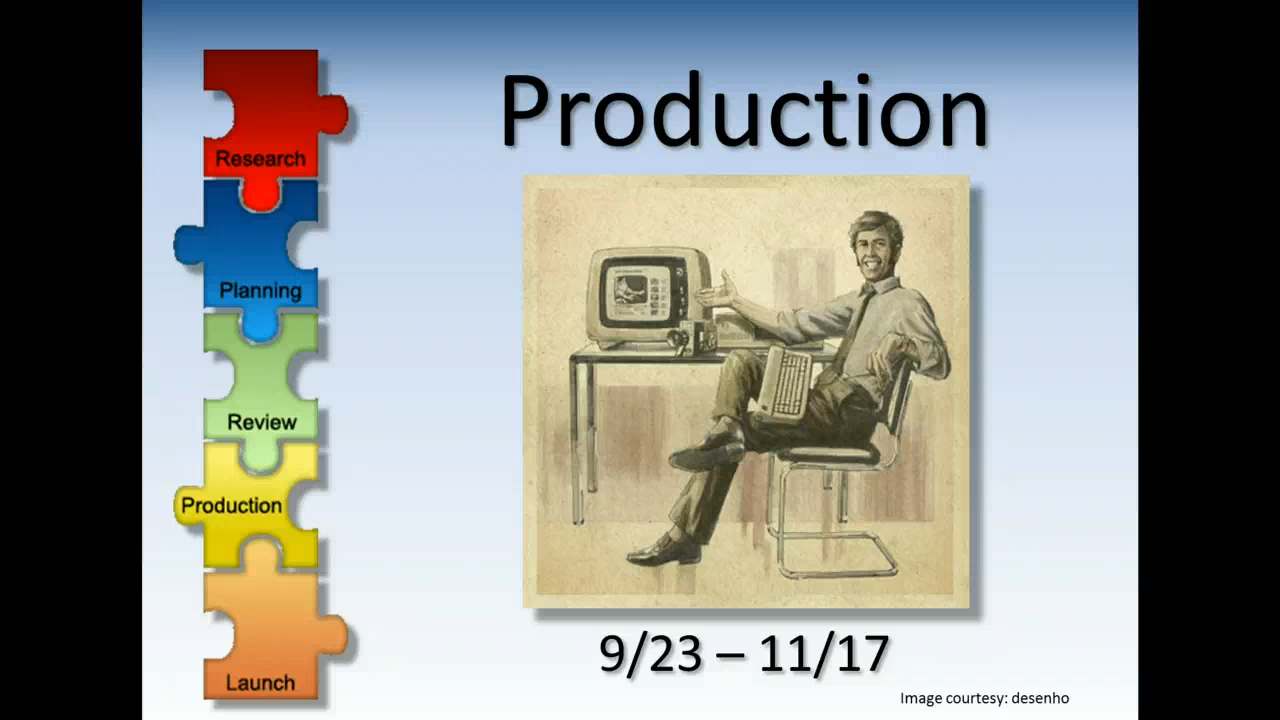 Production
Research
Planning
Review
Production
Launch
9/23 – 11/17
Image courtesy: desenho